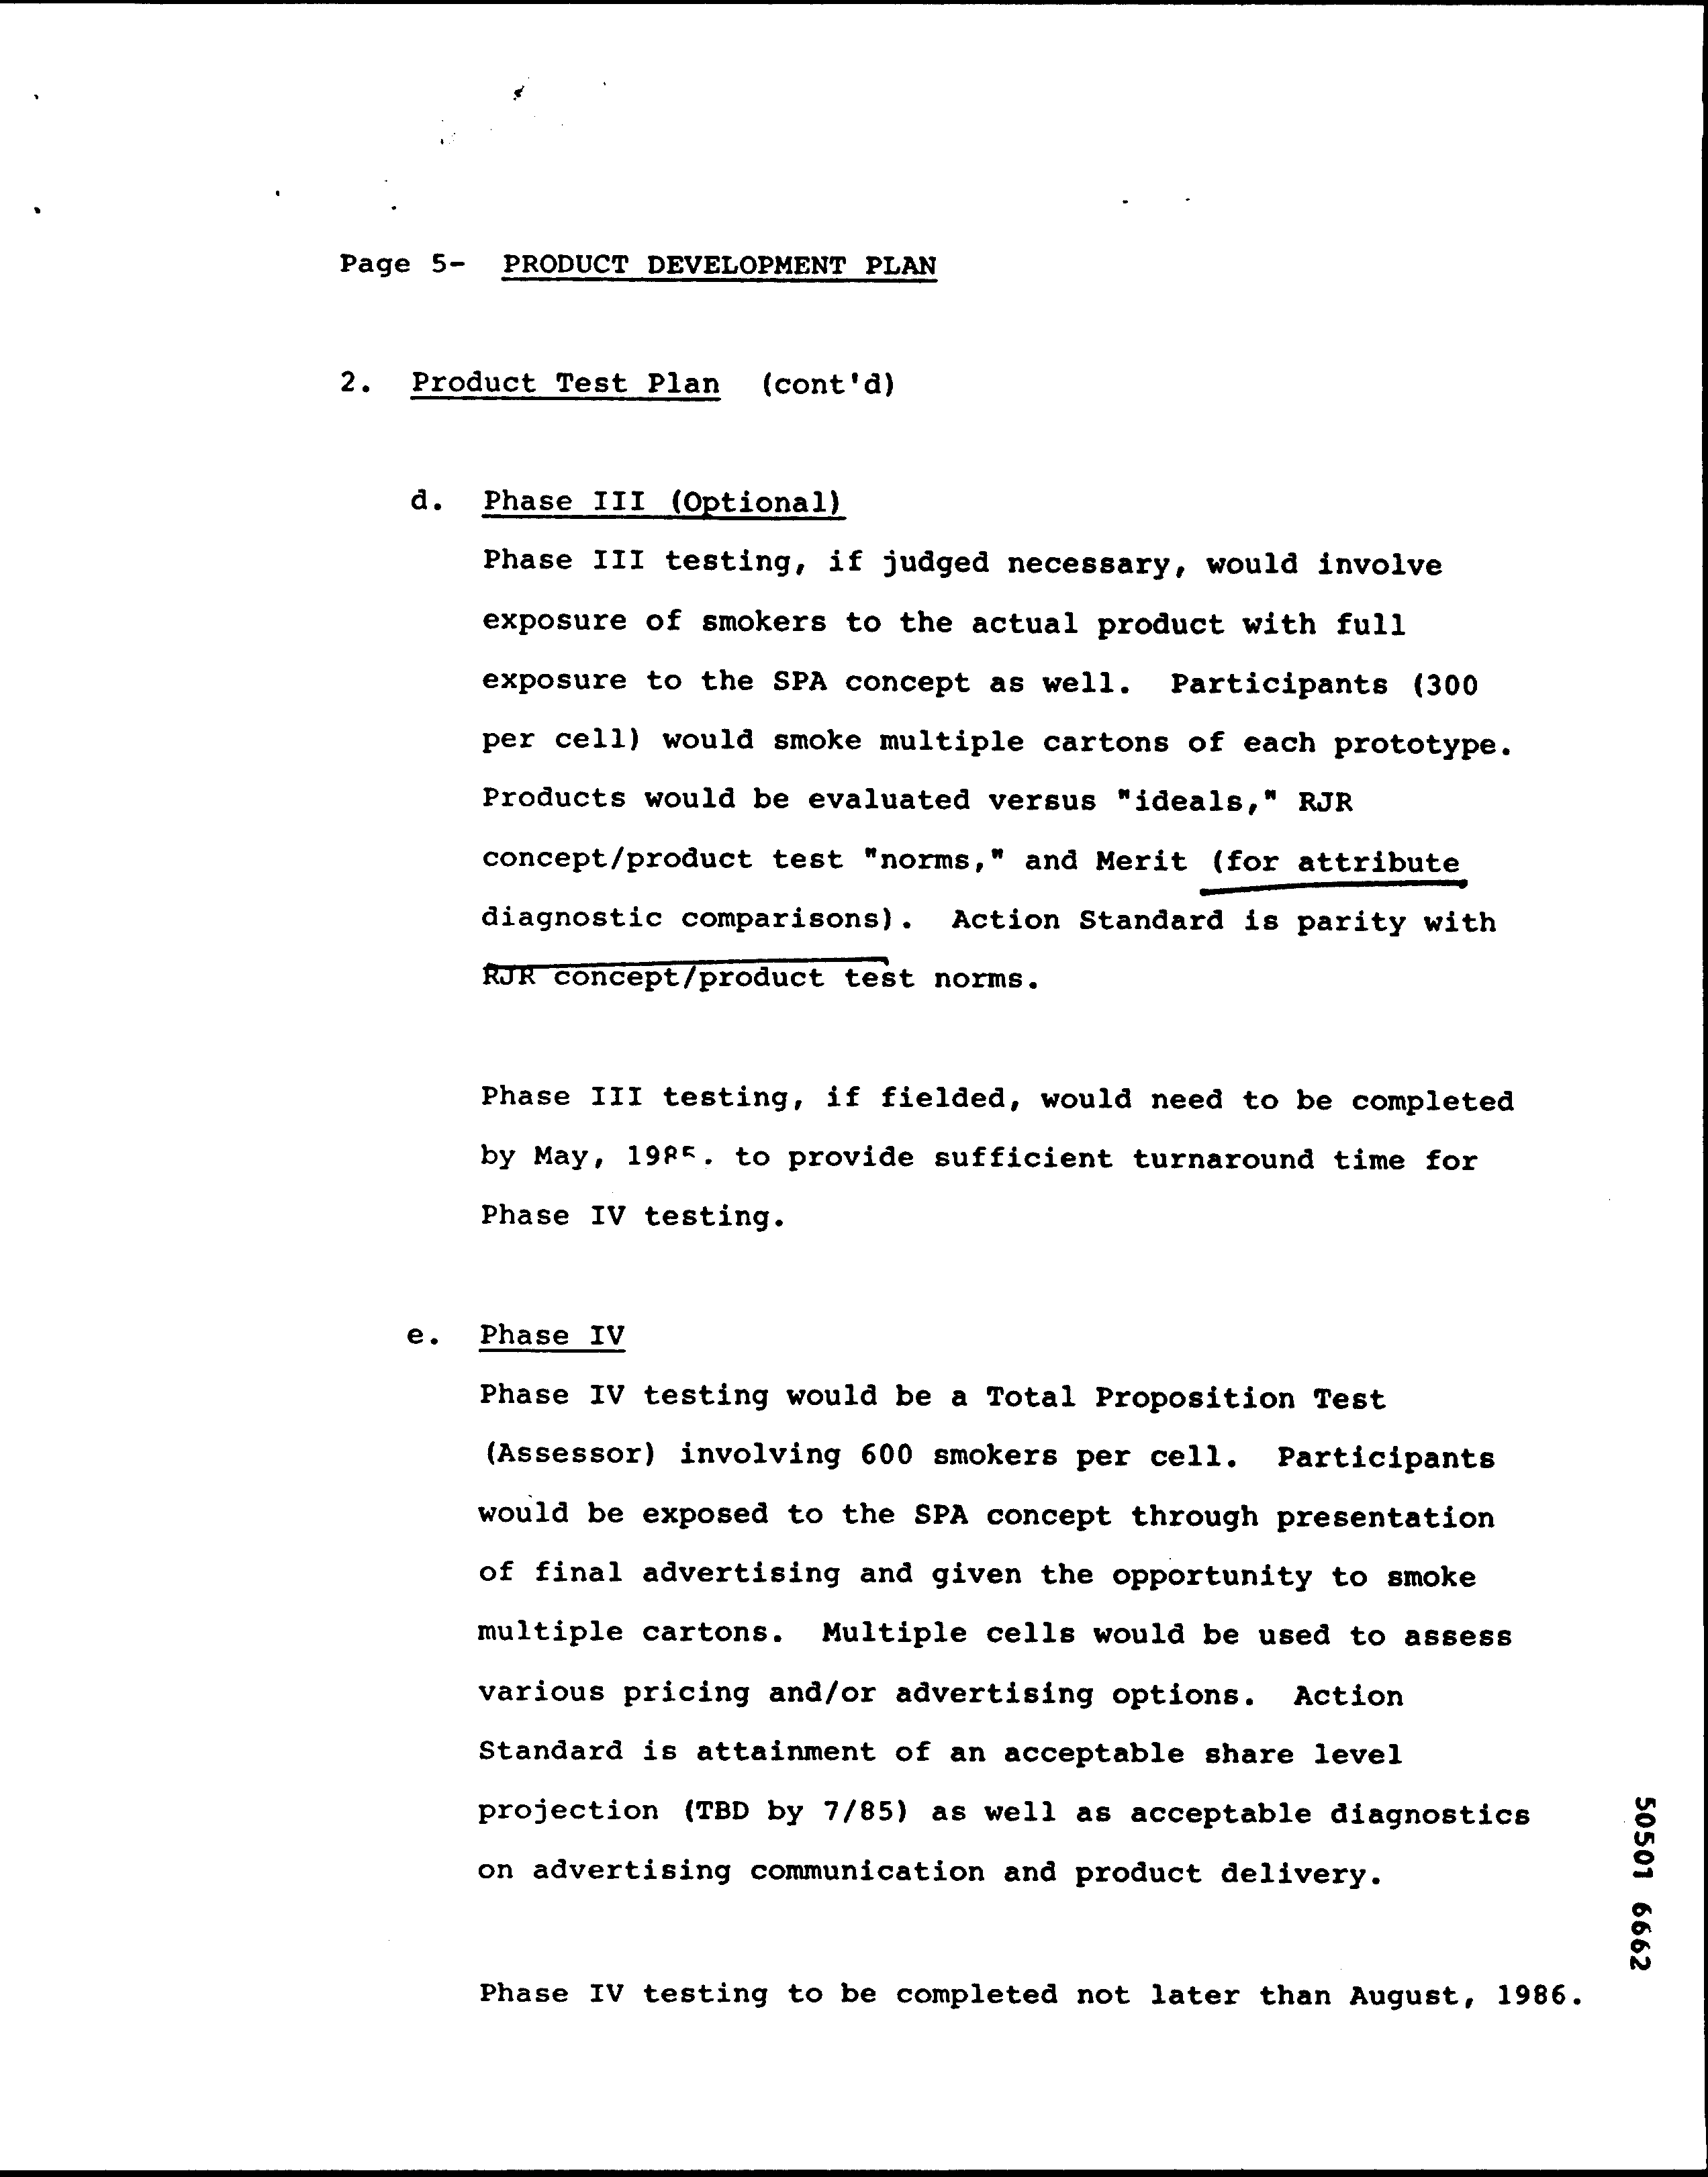 Page 5- PRODUCT DEVELOPMENT PLAN
2. Product Test Plan (cont'd)
d. Phase III (Optional)
Phase III testing, if judged necessary, would involve
exposure of smokers to the actual product with full
exposure to the SPA concept as well. Participants (300
per cell) would smoke multiple cartons of each prototype.
Products would be evaluated versus "ideals," RJR
concept/product test "norms," and Merit (for attribute
diagnostic comparisons). Action Standard is parity with
RJR concept/product test norms.
Phase III testing, if fielded, would need to be completed
by May, to provide sufficient turnaround time for
Phase IV testing.
e. Phase IV
Phase IV testing would be a Total Proposition Test
(Assessor) involving 600 smokers per cell. Participants
would be exposed to the SPA concept through presentation
of final advertising and given the opportunity to smoke
multiple cartons. Multiple cells would be used to assess
various pricing and/or advertising options. Action
Standard is attainment of an acceptable share level
projection (TBD by 7/85) as well as acceptable diagnostics
on advertising communication and product delivery.
Phase IV testing to be completed not later than August, 1986.
50501 6662